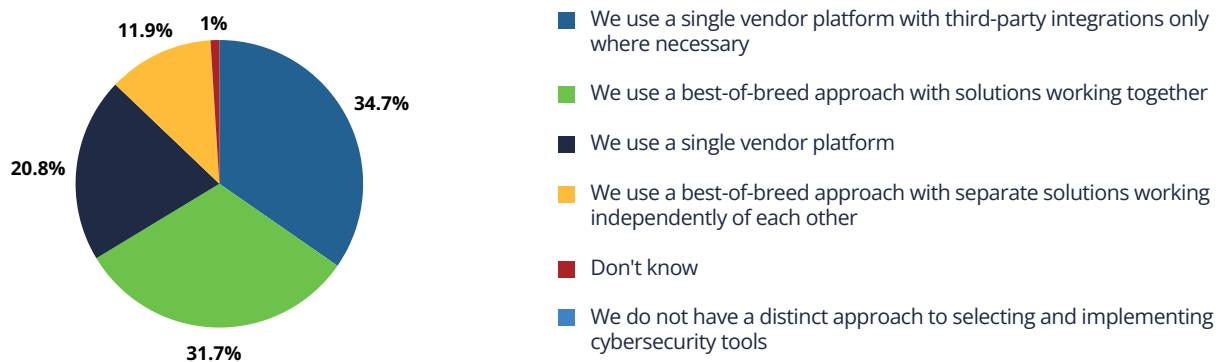 1%
11.9%
34.7%
20.8%
31.7%
We use a single vendor platform with third-party integrations only
where necessary
We use a best-of-breed approach with solutions working together
We use a single vendor platform
We use a best-of-breed approach with separate solutions working
independently of each other
Don't know
We do not have a distinct approach to selecting and implementing
cybersecurity tools